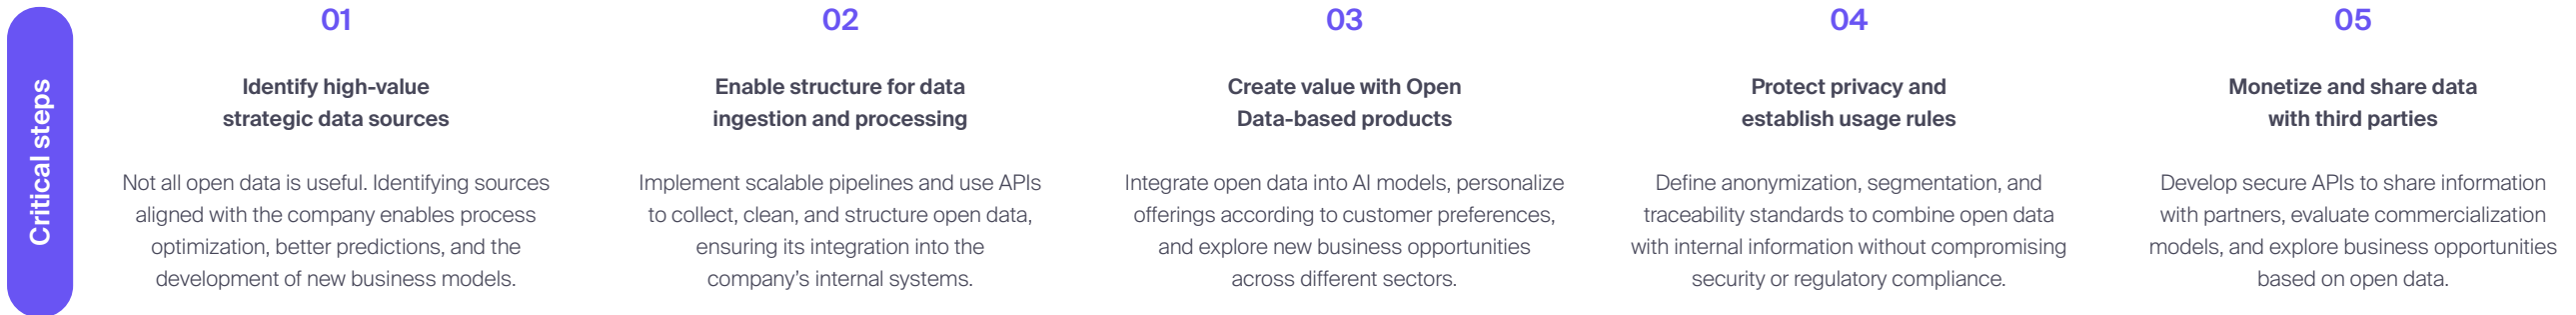 Critical steps
01
Identify high-value
strategic data sources
Not all open data is useful. Identifying sources
aligned with the company enables process
optimization, better predictions, and the
development of new business models.
02
Enable structure for data
ingestion and processing
Implement scalable pipelines and use APIs
to collect, clean, and structure open data,
ensuring its integration into the
company’s internal systems.
03
Create value with Open
Data-based products
Integrate open data into AI models, personalize
offerings according to customer preferences,
and explore new business opportunities
across different sectors.
04
Protect privacy and
establish usage rules
Define anonymization, segmentation, and
traceability standards to combine open data
with internal information without compromising
security or regulatory compliance.
05
Monetize and share data
with third parties
Develop secure APIs to share information
with partners, evaluate commercialization
models, and explore business opportunities
based on open data.